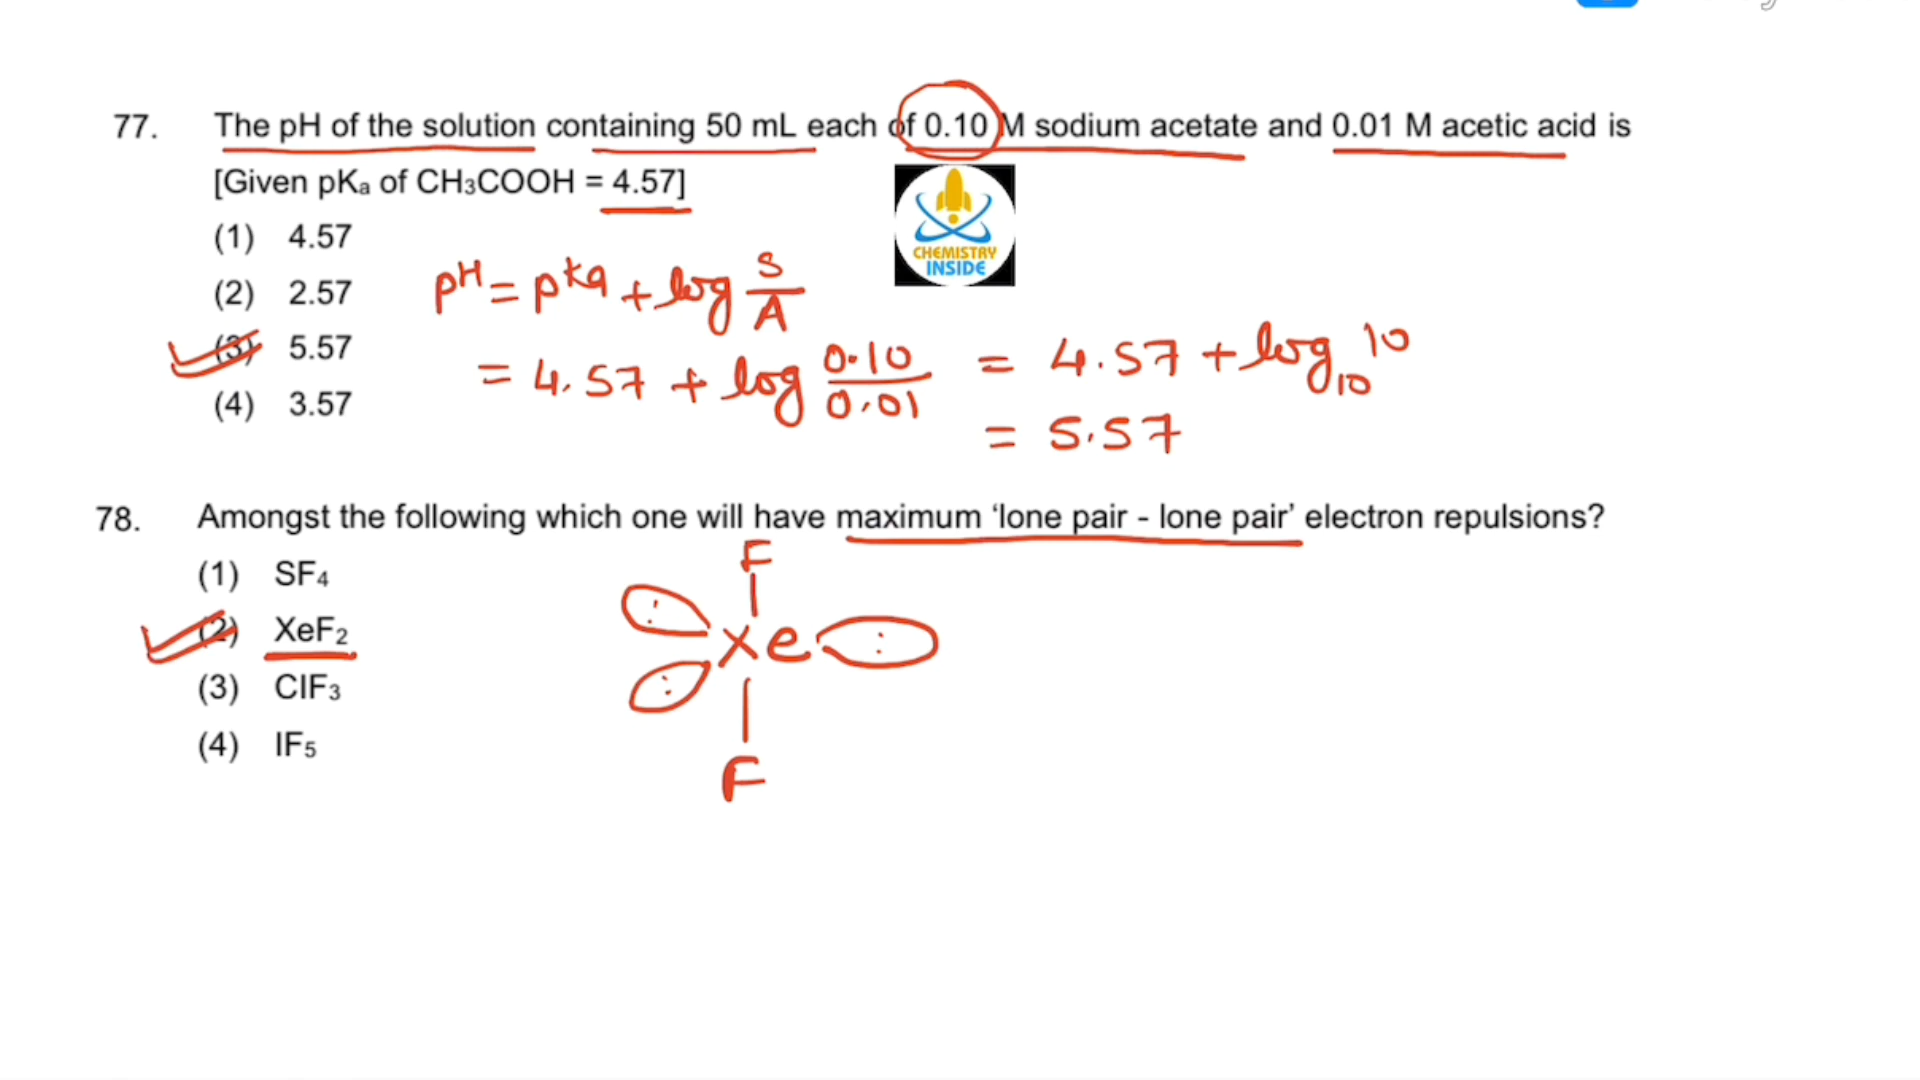 77. The pH of the solution containing 50 mL each of 0.10 M sodium acetate and 0.01 M acetic acid is
[Given pKa of CH3COOH = 4.57]
(1) 4.57
(2) 2.57
(3) 5.57
(4) 3.57
CHEMISTRY
INSIDE
pH = pKa + log S/A
= 4.57 + log 0.10/0.01 = 4.57 + log10 10
= 5.57
78. Amongst the following which one will have maximum ‘lone pair - lone pair’ electron repulsions?
(1) SF4
(2) XeF2
(3) ClF3
(4) IF5
F
Xe
F